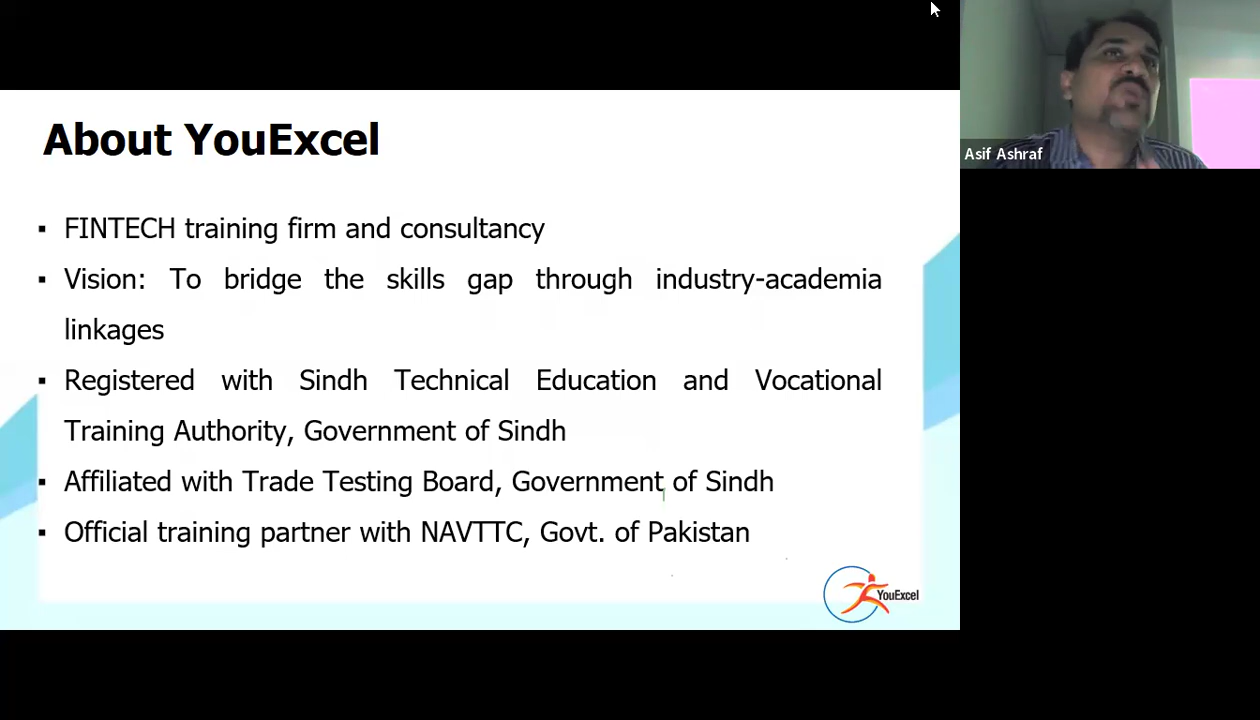 About YouExcel
▪ FINTECH training firm and consultancy
▪ Vision: To bridge the skills gap through industry-academia
linkages
▪ Registered with Sindh Technical Education and Vocational
Training Authority, Government of Sindh
▪ Affiliated with Trade Testing Board, Government of Sindh
▪ Official training partner with NAVTTC, Govt. of Pakistan
YouExcel
Asif Ashraf